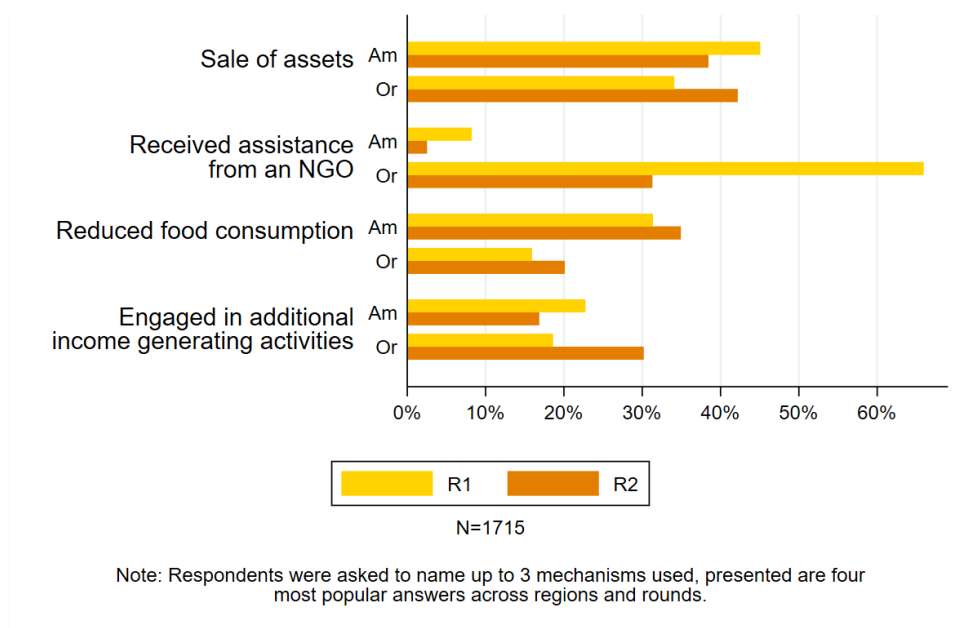 Sale of assets
Am
Or
Received assistance
from an NGO
Am
Or
Reduced food consumption
Am
Or
Engaged in additional
income generating activities
Am
Or
0% 10% 20% 30% 40% 50% 60%
R1 R2
N=1715
Note: Respondents were asked to name up to 3 mechanisms used, presented are four
most popular answers across regions and rounds.